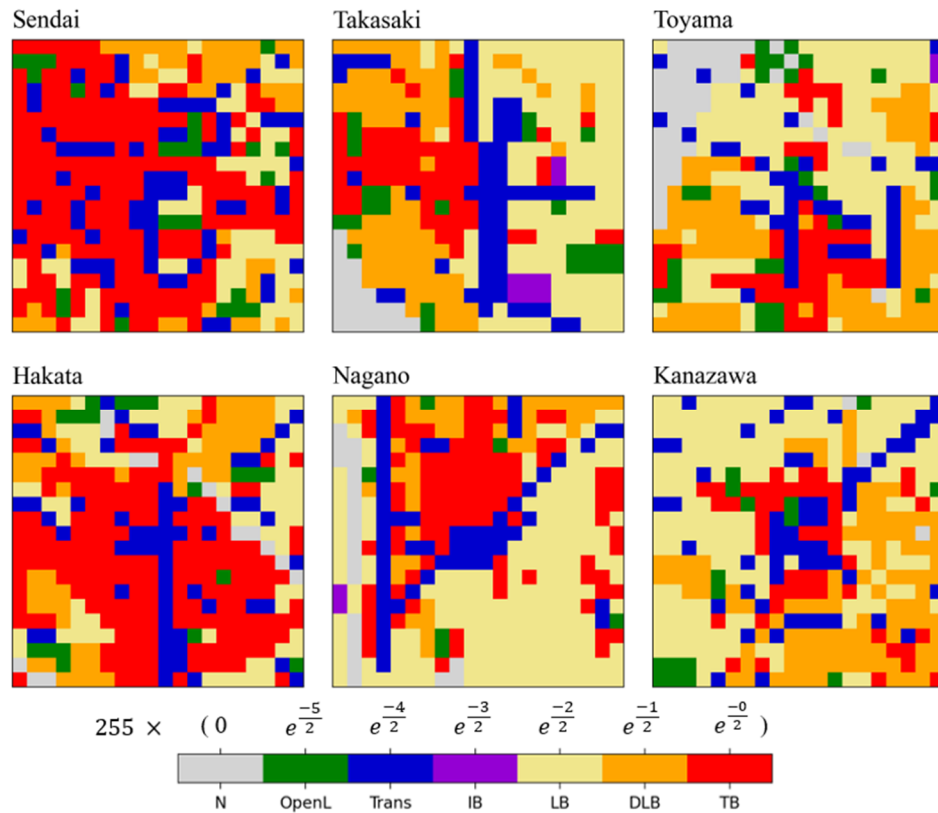 Sendai Takasaki Toyama
Hakata Nagano Kanazawa
255 × ( 0 e^{-5/2} e^{-4/2} e^{-3/2} e^{-2/2} e^{-1/2} e^{-0/2} )
N OpenL Trans IB LB DLB TB